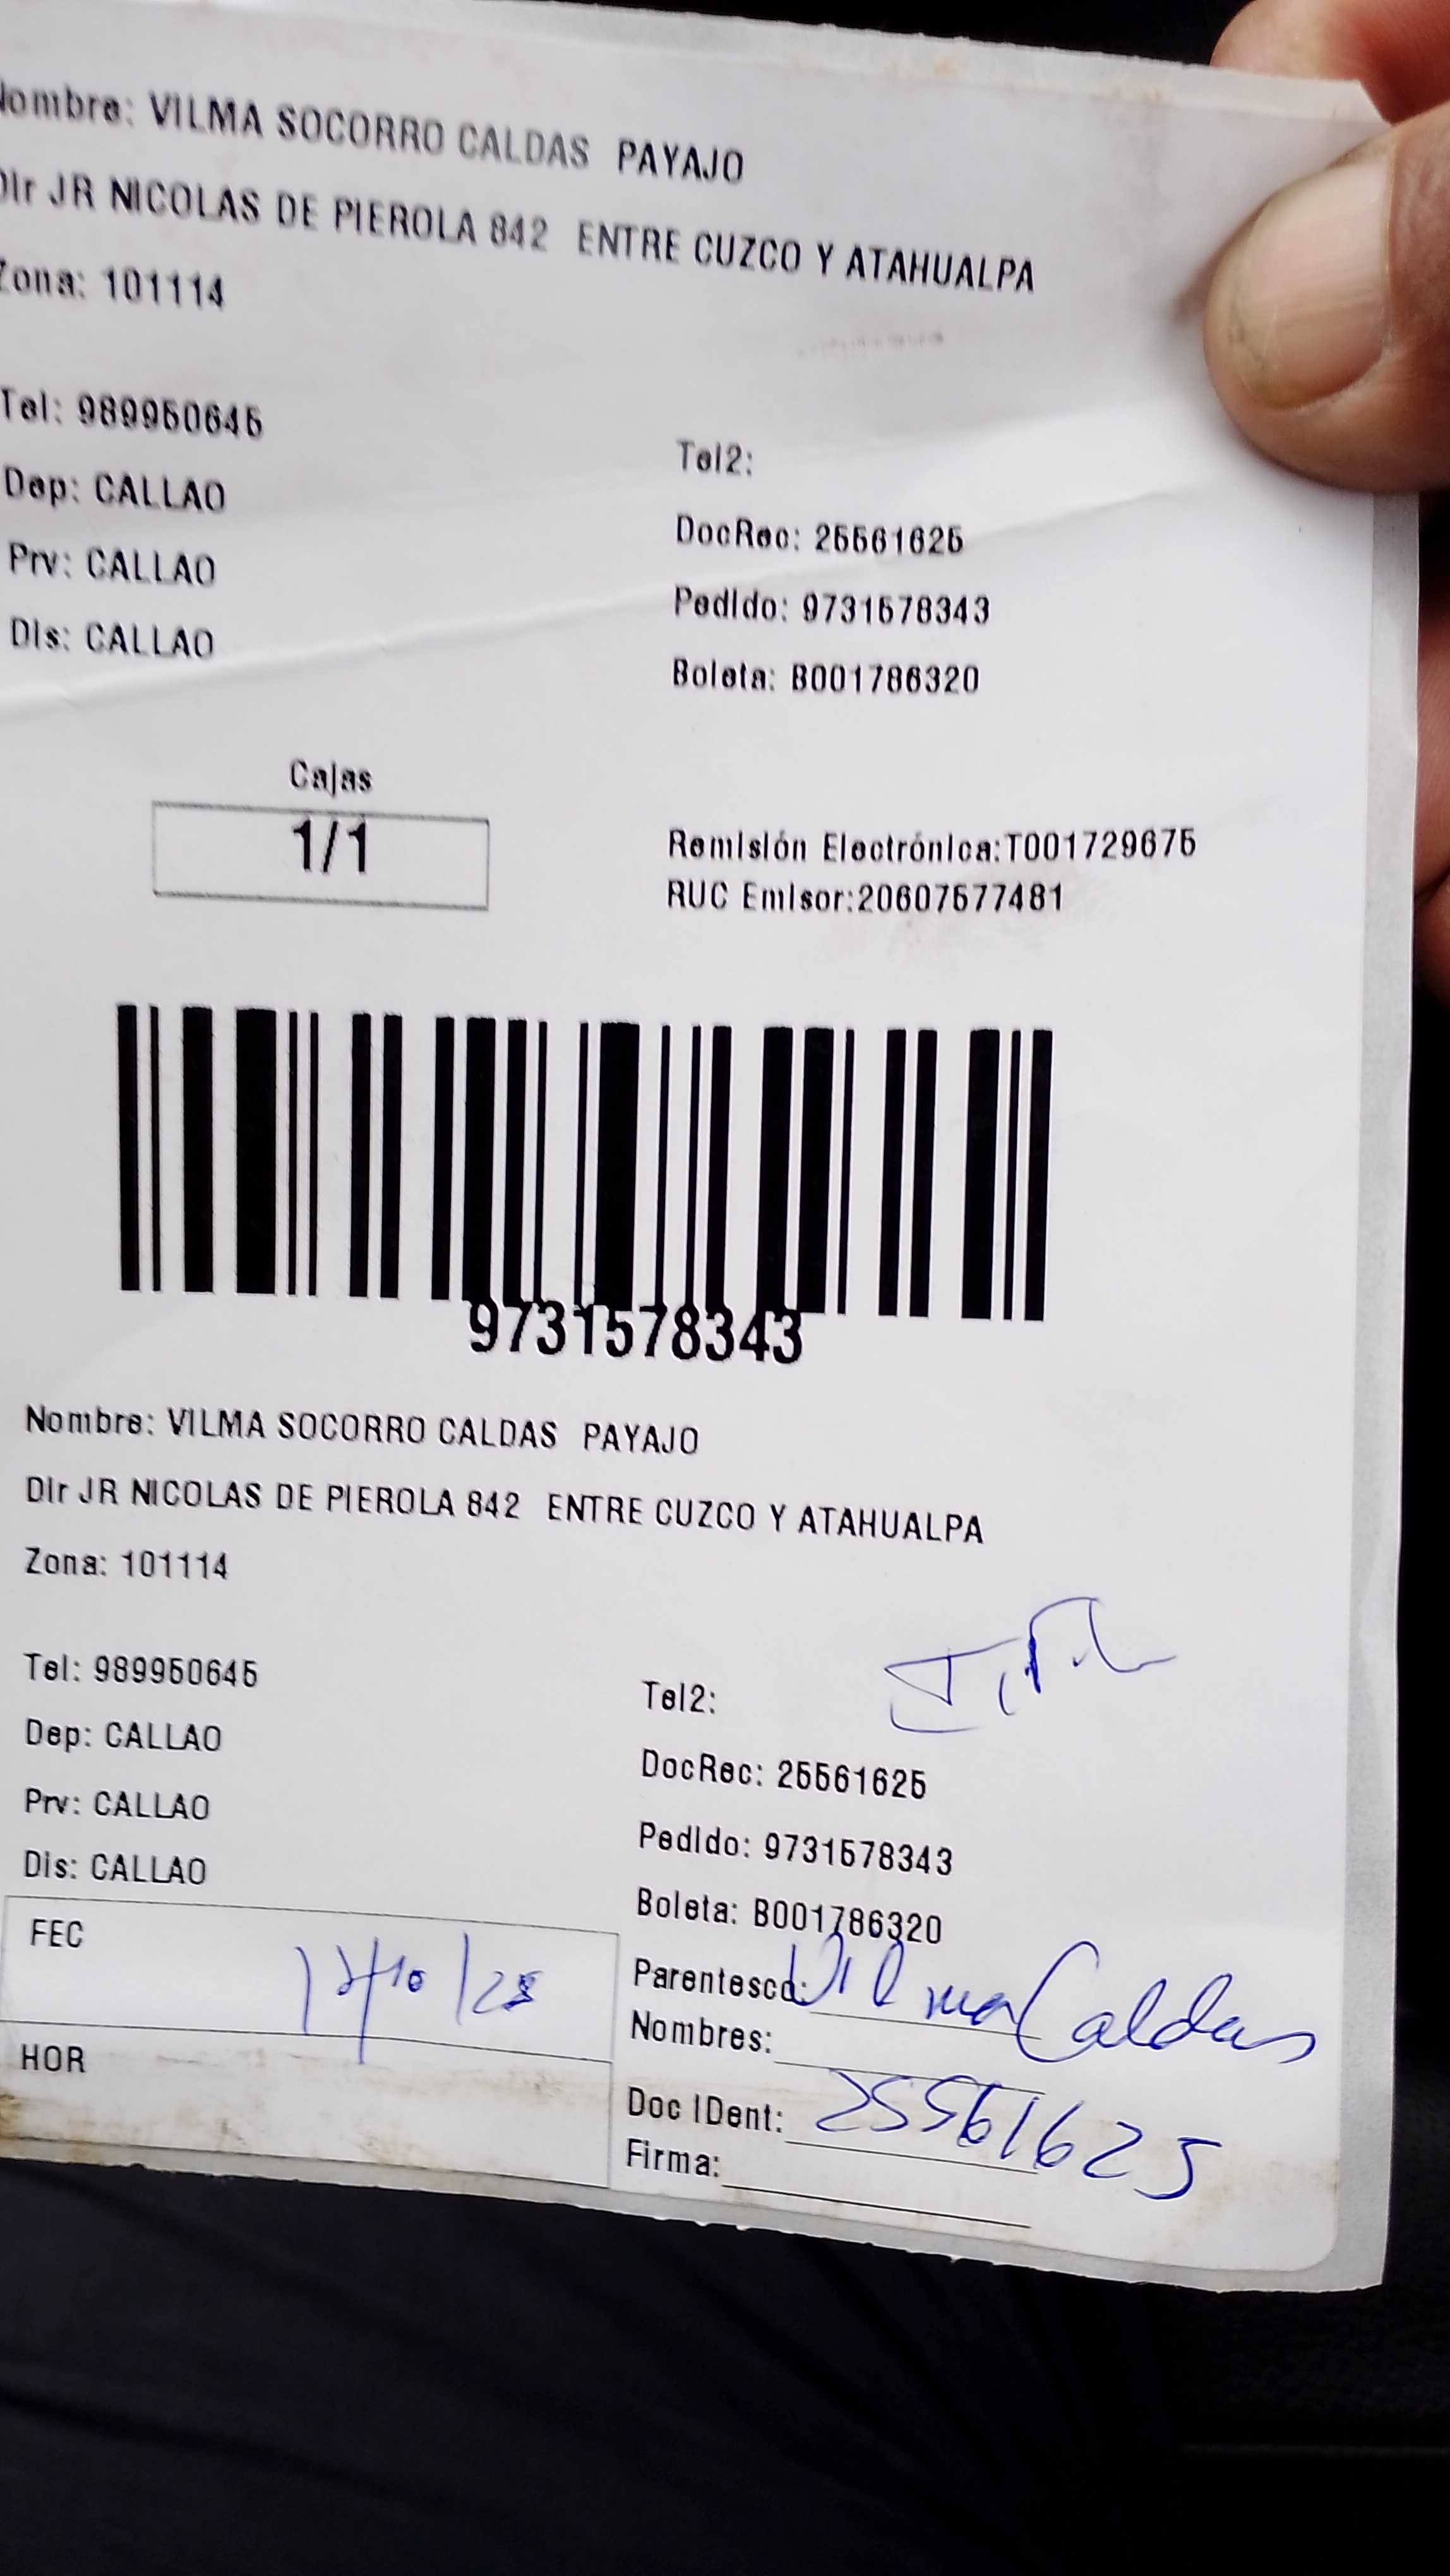 Nombre: VILMA SOCORRO CALDAS PAYAJO
Dir JR NICOLAS DE PIEROLA 842 ENTRE CUZCO Y ATAHUALPA
Zona: 101114
Tel: 989950645
Tel2:
Dep: CALLAO
DocRec: 25561625
Prv: CALLAO
Pedido: 9731578343
Dis: CALLAO
Boleta: B001786320
Cajas
1/1
Remisión Electrónica:T001729675
RUC Emisor:20607577481
9731578343
Nombre: VILMA SOCORRO CALDAS PAYAJO
Dir JR NICOLAS DE PIEROLA 842 ENTRE CUZCO Y ATAHUALPA
Zona: 101114
Tel: 989950645
Tel2:
Dep: CALLAO
DocRec: 25561625
Prv: CALLAO
Pedido: 9731578343
Dis: CALLAO
Boleta: B001786320
FEC
Parentesco: Vilma Caldas
Nombres:
HOR
Doc IDent: 25561625
Firma: